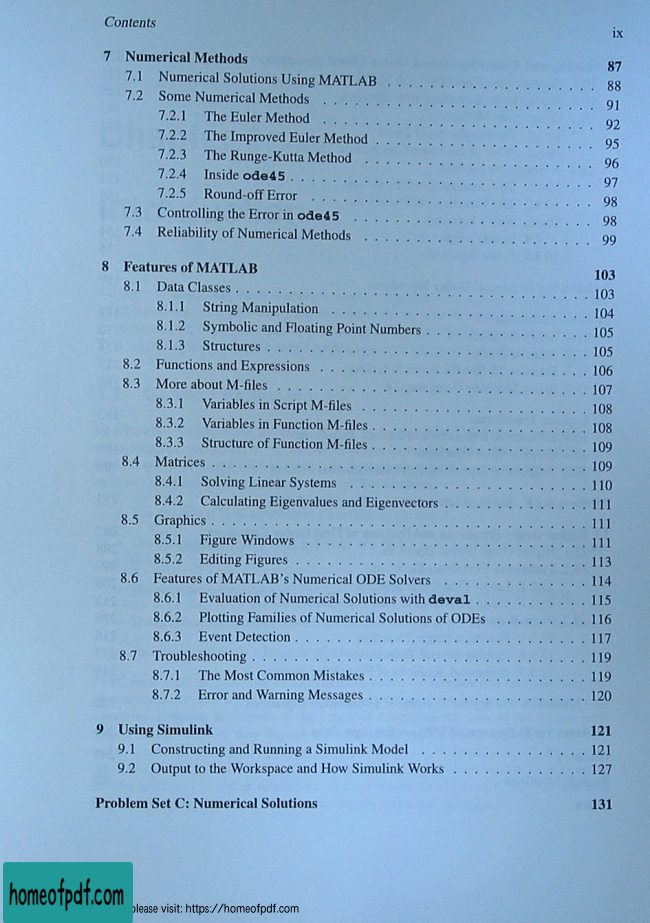 Contents
ix
7 Numerical Methods 87
7.1 Numerical Solutions Using MATLAB . . . . . . . . . . . . . . . . . . . . 88
7.2 Some Numerical Methods . . . . . . . . . . . . . . . . . . . . . . . . . . 91
7.2.1 The Euler Method . . . . . . . . . . . . . . . . . . . . . . . . . . 92
7.2.2 The Improved Euler Method . . . . . . . . . . . . . . . . . . . . . 95
7.2.3 The Runge-Kutta Method . . . . . . . . . . . . . . . . . . . . . . 96
7.2.4 Inside ode45 . . . . . . . . . . . . . . . . . . . . . . . . . . . . . 97
7.2.5 Round-off Error . . . . . . . . . . . . . . . . . . . . . . . . . . . 98
7.3 Controlling the Error in ode45 . . . . . . . . . . . . . . . . . . . . . . . 98
7.4 Reliability of Numerical Methods . . . . . . . . . . . . . . . . . . . . . . 99
8 Features of MATLAB 103
8.1 Data Classes . . . . . . . . . . . . . . . . . . . . . . . . . . . . . . . . . 103
8.1.1 String Manipulation . . . . . . . . . . . . . . . . . . . . . . . . . 104
8.1.2 Symbolic and Floating Point Numbers . . . . . . . . . . . . . . . 105
8.1.3 Structures . . . . . . . . . . . . . . . . . . . . . . . . . . . . . . 105
8.2 Functions and Expressions . . . . . . . . . . . . . . . . . . . . . . . . . 106
8.3 More about M-files . . . . . . . . . . . . . . . . . . . . . . . . . . . . . 107
8.3.1 Variables in Script M-files . . . . . . . . . . . . . . . . . . . . . 108
8.3.2 Variables in Function M-files . . . . . . . . . . . . . . . . . . . . 108
8.3.3 Structure of Function M-files . . . . . . . . . . . . . . . . . . . . 109
8.4 Matrices . . . . . . . . . . . . . . . . . . . . . . . . . . . . . . . . . . . 109
8.4.1 Solving Linear Systems . . . . . . . . . . . . . . . . . . . . . . . 110
8.4.2 Calculating Eigenvalues and Eigenvectors . . . . . . . . . . . . . 111
8.5 Graphics . . . . . . . . . . . . . . . . . . . . . . . . . . . . . . . . . . . 111
8.5.1 Figure Windows . . . . . . . . . . . . . . . . . . . . . . . . . . . 111
8.5.2 Editing Figures . . . . . . . . . . . . . . . . . . . . . . . . . . . 113
8.6 Features of MATLAB's Numerical ODE Solvers . . . . . . . . . . . . . 114
8.6.1 Evaluation of Numerical Solutions with deval . . . . . . . . . . 115
8.6.2 Plotting Families of Numerical Solutions of ODEs . . . . . . . . 116
8.6.3 Event Detection . . . . . . . . . . . . . . . . . . . . . . . . . . . 117
8.7 Troubleshooting . . . . . . . . . . . . . . . . . . . . . . . . . . . . . . . 119
8.7.1 The Most Common Mistakes . . . . . . . . . . . . . . . . . . . . 119
8.7.2 Error and Warning Messages . . . . . . . . . . . . . . . . . . . . 120
9 Using Simulink 121
9.1 Constructing and Running a Simulink Model . . . . . . . . . . . . . . . 121
9.2 Output to the Workspace and How Simulink Works . . . . . . . . . . . . 127
Problem Set C: Numerical Solutions 131
homeofpdf.com
please visit: https://homeofpdf.com